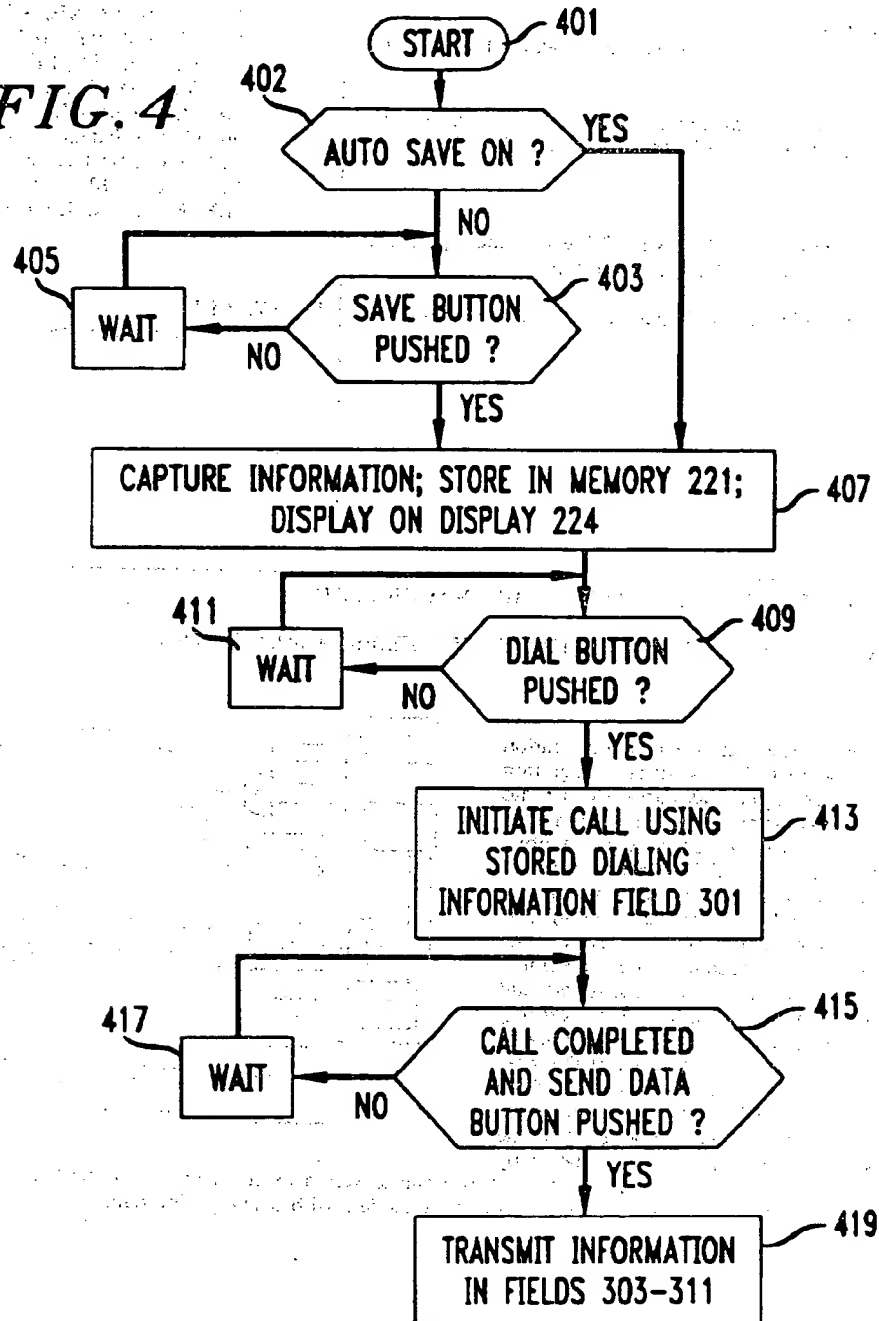 START
401
FIG. 4
402
AUTO SAVE ON ?
YES
NO
405
WAIT
NO
SAVE BUTTON
PUSHED ?
403
YES
CAPTURE INFORMATION; STORE IN MEMORY 221;
DISPLAY ON DISPLAY 224
407
411
WAIT
NO
DIAL BUTTON
PUSHED ?
409
YES
INITIATE CALL USING
STORED DIALING
INFORMATION FIELD 301
413
417
WAIT
NO
CALL COMPLETED
AND SEND DATA
BUTTON PUSHED ?
415
YES
TRANSMIT INFORMATION
IN FIELDS 303-311
419